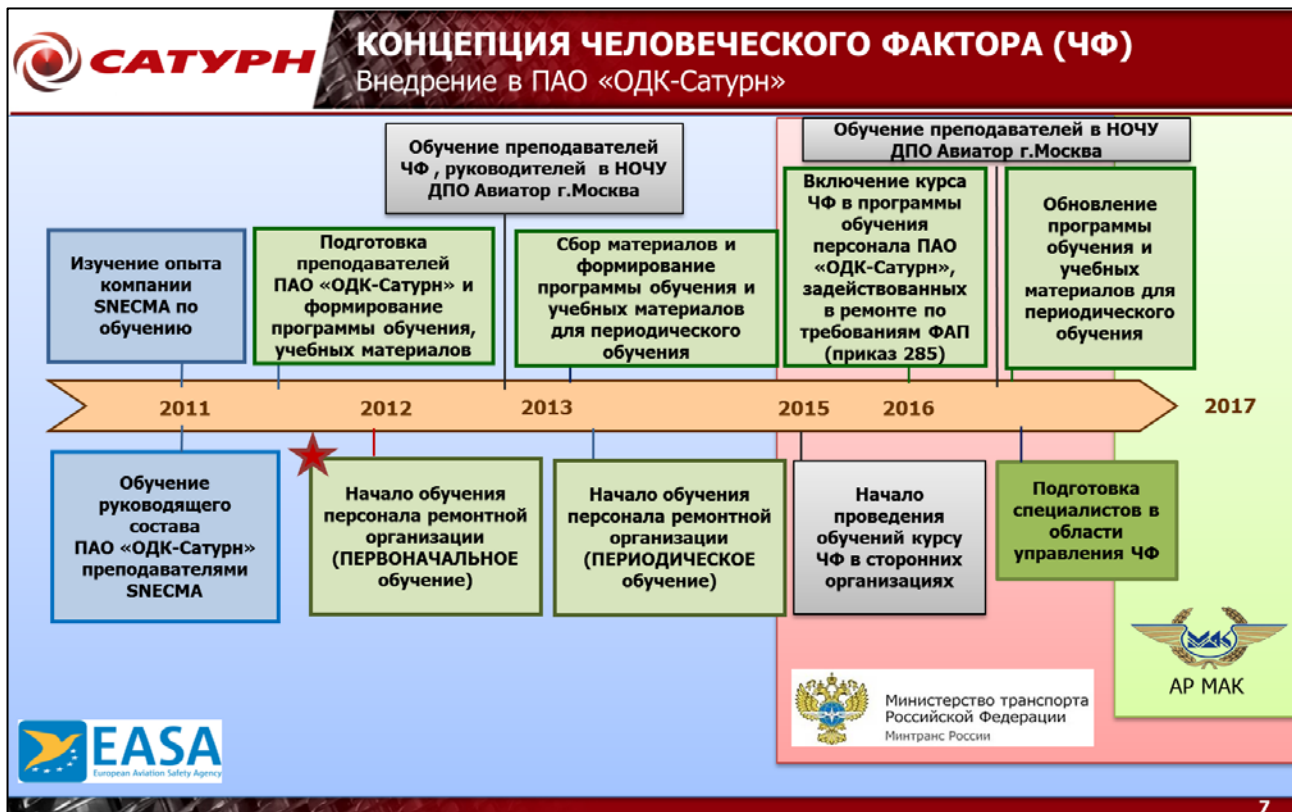 САТУРН
КОНЦЕПЦИЯ ЧЕЛОВЕЧЕСКОГО ФАКТОРА (ЧФ)
Внедрение в ПАО «ОДК-Сатурн»
Обучение преподавателей
ЧФ , руководителей в НОЧУ
ДПО Авиатор г.Москва
Обучение преподавателей в НОЧУ
ДПО Авиатор г.Москва
Изучение опыта
компании
SNECMA по
обучению
Подготовка
преподавателей
ПАО «ОДК-Сатурн» и
формирование
программы обучения,
учебных материалов
Сбор материалов и
формирование
программы обучения и
учебных материалов
для периодического
обучения
Включение курса
ЧФ в программы
обучения
персонала ПАО
«ОДК-Сатурн»,
задействованных
в ремонте по
требованиям ФАП
(приказ 285)
Обновление
программы
обучения и
учебных
материалов для
периодического
обучения
2011
2012
2013
2015
2016
2017
Обучение
руководящего
состава
ПАО «ОДК-Сатурн»
преподавателями
SNECMA
Начало обучения
персонала ремонтной
организации
(ПЕРВОНАЧАЛЬНОЕ
обучение)
Начало обучения
персонала ремонтной
организации
(ПЕРИОДИЧЕСКОЕ
обучение)
Начало
проведения
обучений курсу
ЧФ в сторонних
организациях
Подготовка
специалистов в
области
управления ЧФ
МАК
АР МАК
Министерство транспорта
Российской Федерации
Минтранс России
EASA
European Aviation Safety Agency
7